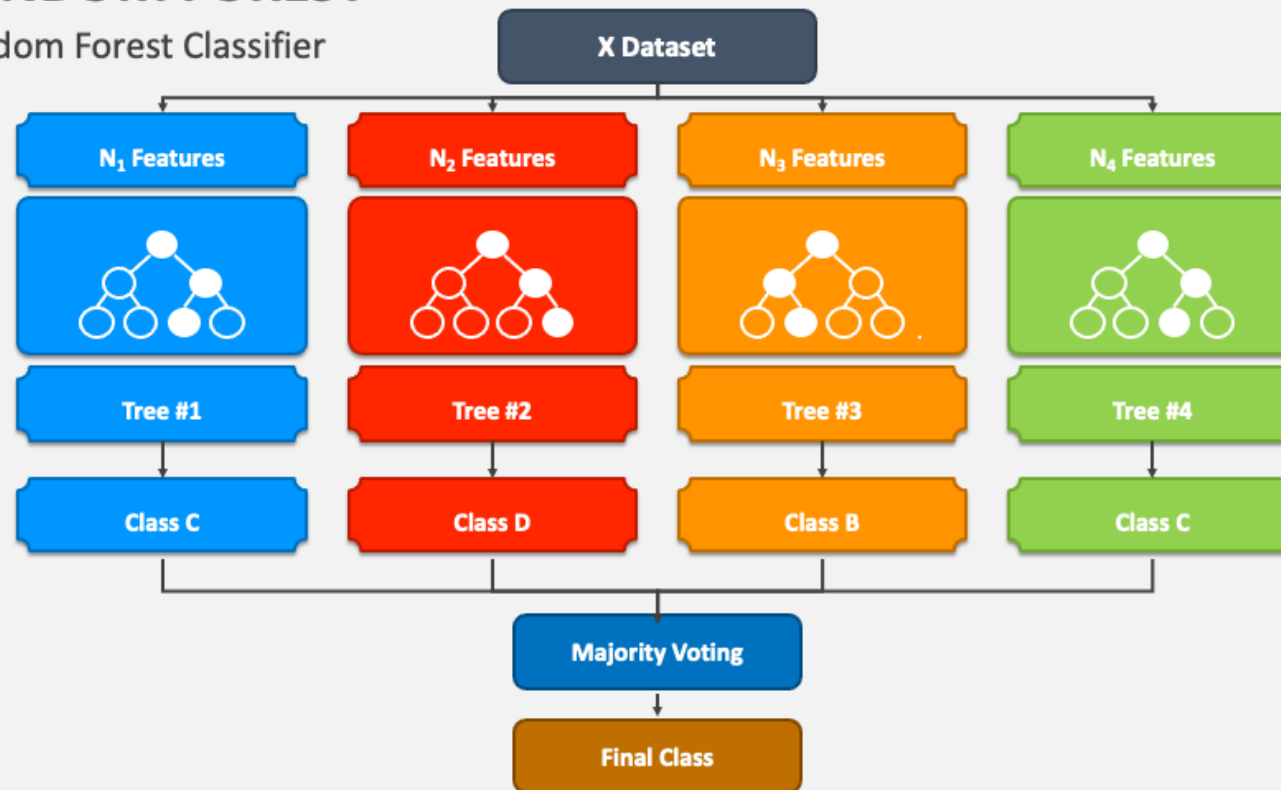 dom Forest Classifier
X Dataset
N₁ Features
N₂ Features
N₃ Features
N₄ Features
Tree #1
Tree #2
Tree #3
Tree #4
Class C
Class D
Class B
Class C
Majority Voting
Final Class